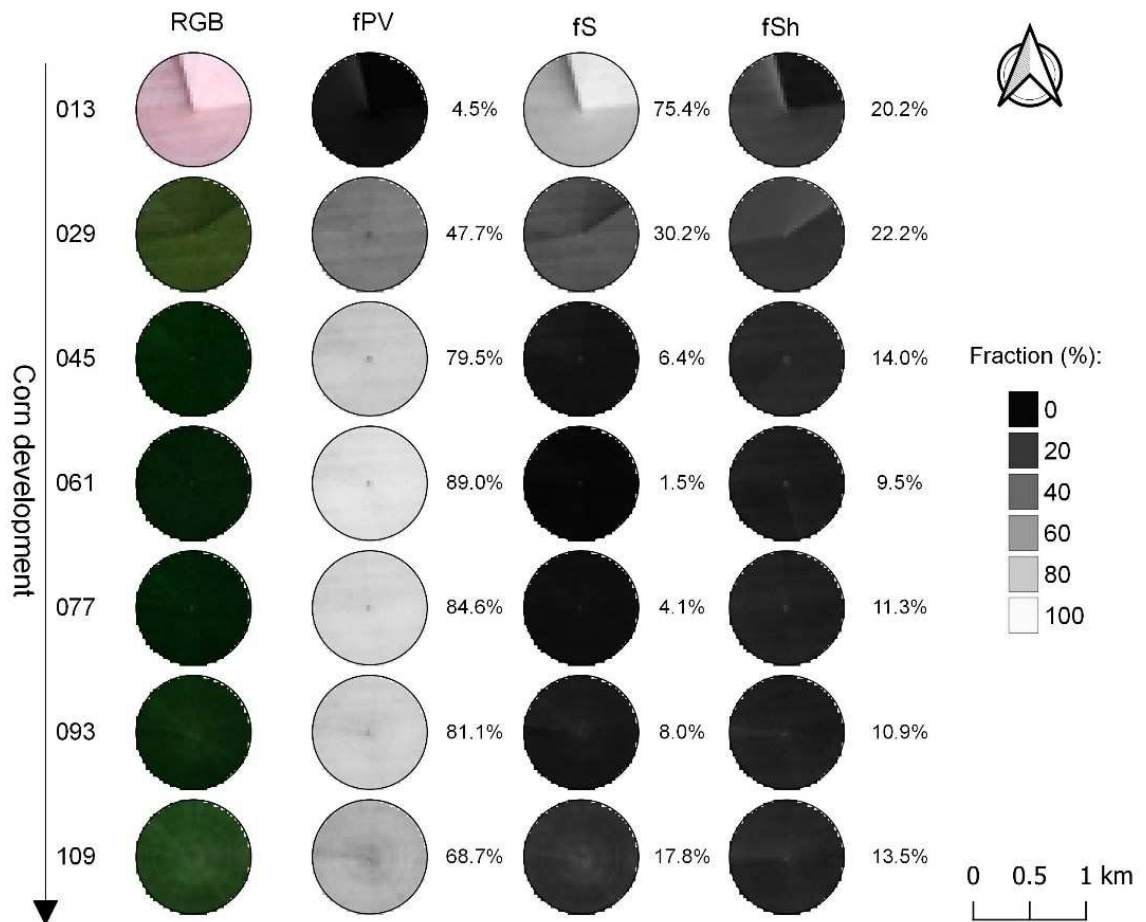 RGB fPV fS fSh
013 4.5% 75.4% 20.2%
029 47.7% 30.2% 22.2%
045 79.5% 6.4% 14.0%
061 89.0% 1.5% 9.5%
077 84.6% 4.1% 11.3%
093 81.1% 8.0% 10.9%
109 68.7% 17.8% 13.5%
Corn development
Fraction (%):
0
20
40
60
80
100
0 0.5 1 km